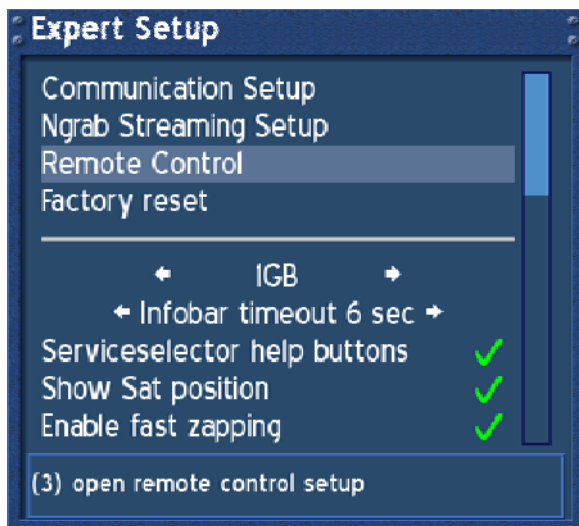 Expert Setup
Communication Setup
Ngrab Streaming Setup
Remote Control
Factory reset
1GB
Infobar timeout 6 sec
Serviceselector help buttons
Show Sat position
Enable fast zapping
(3) open remote control setup